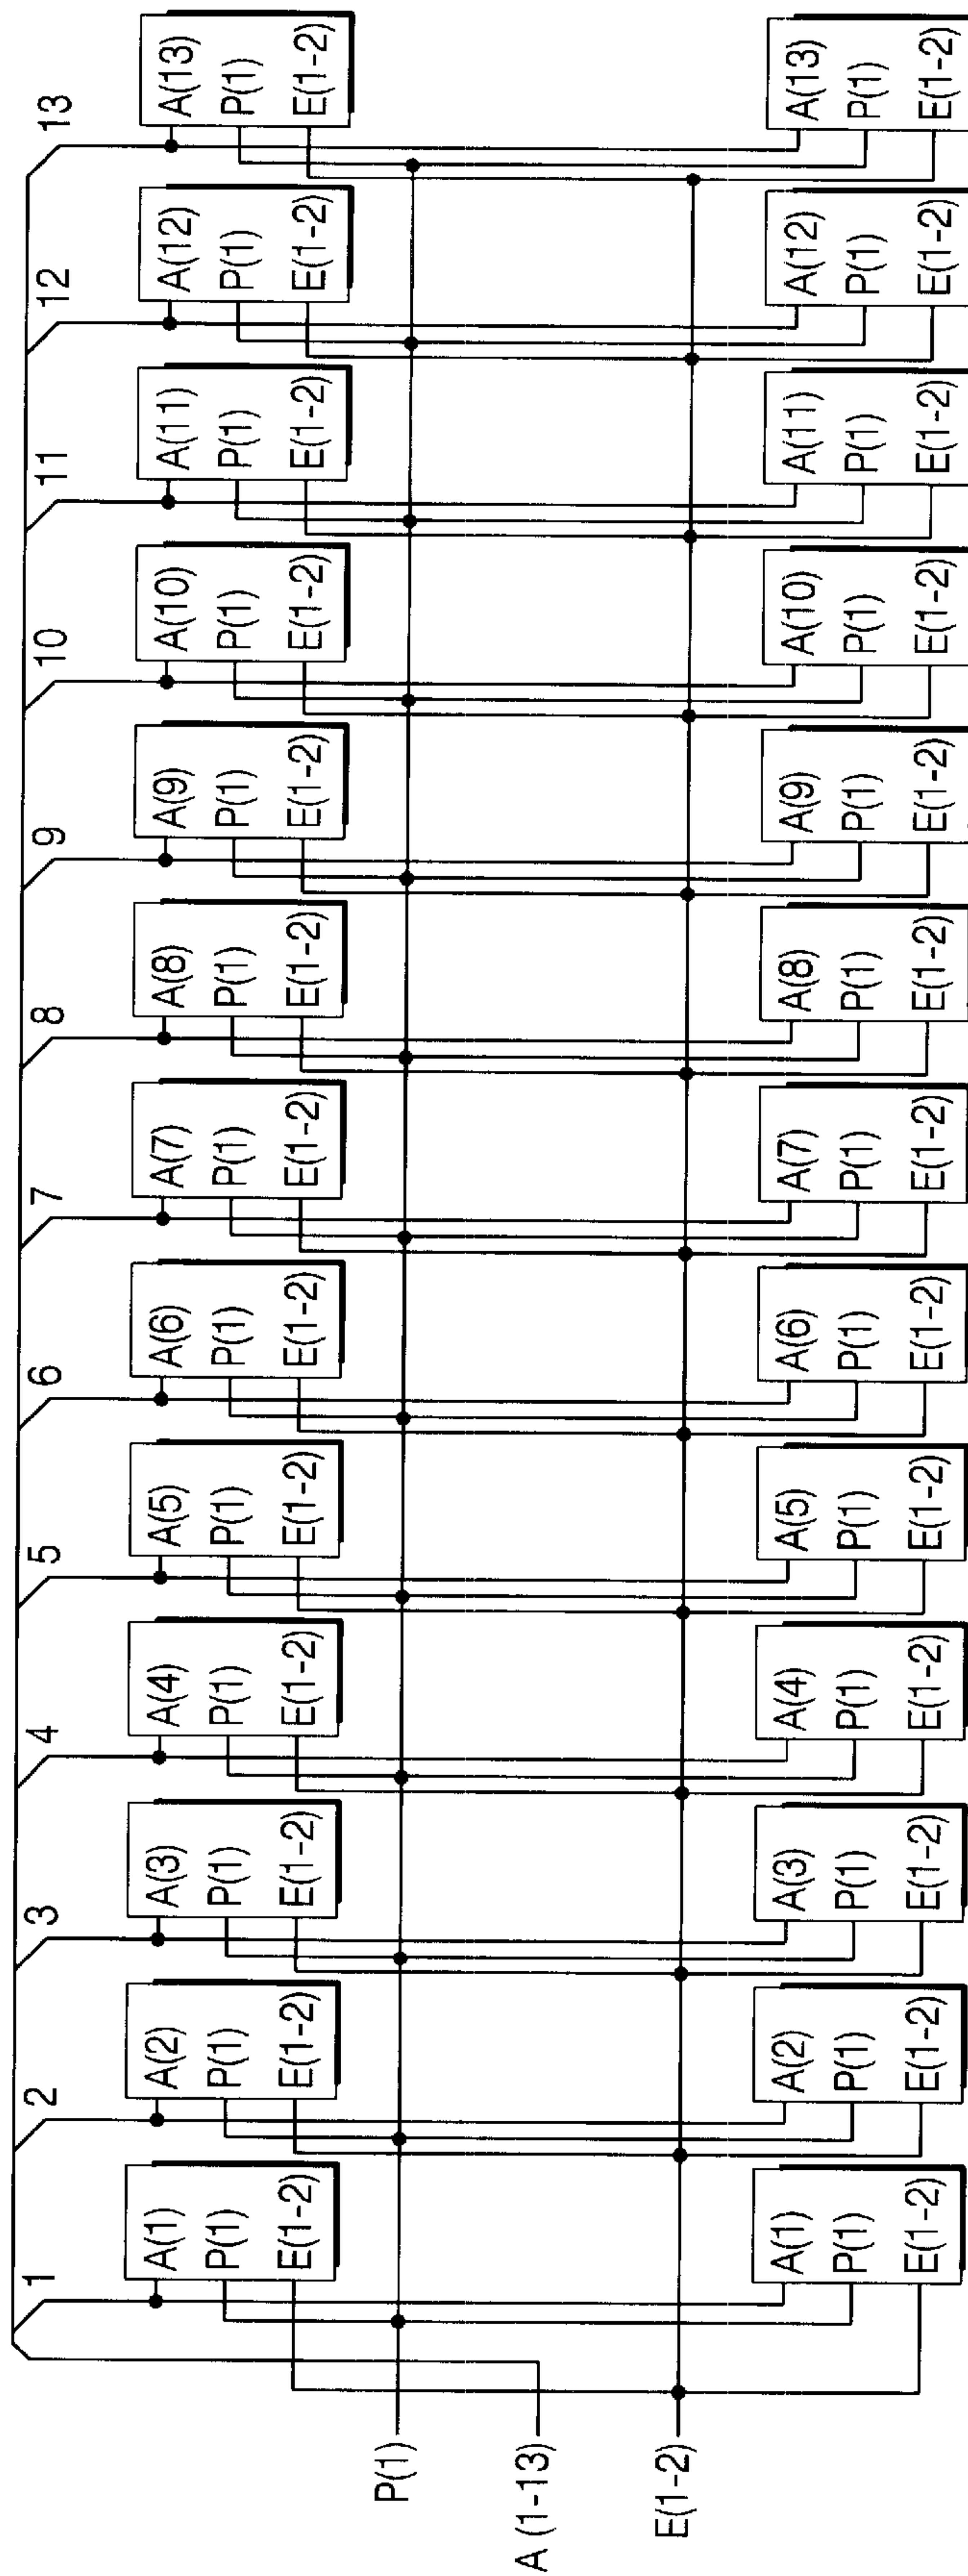 1
2
3
4
5
6
7
8
9
10
11
12
13
A(1)
P(1)
E(1-2)
A(2)
P(1)
E(1-2)
A(3)
P(1)
E(1-2)
A(4)
P(1)
E(1-2)
A(5)
P(1)
E(1-2)
A(6)
P(1)
E(1-2)
A(7)
P(1)
E(1-2)
A(8)
P(1)
E(1-2)
A(9)
P(1)
E(1-2)
A(10)
P(1)
E(1-2)
A(11)
P(1)
E(1-2)
A(12)
P(1)
E(1-2)
A(13)
P(1)
E(1-2)
P(1)
A (1-13)
E(1-2)
A(1)
P(1)
E(1-2)
A(2)
P(1)
E(1-2)
A(3)
P(1)
E(1-2)
A(4)
P(1)
E(1-2)
A(5)
P(1)
E(1-2)
A(6)
P(1)
E(1-2)
A(7)
P(1)
E(1-2)
A(8)
P(1)
E(1-2)
A(9)
P(1)
E(1-2)
A(10)
P(1)
E(1-2)
A(11)
P(1)
E(1-2)
A(12)
P(1)
E(1-2)
A(13)
P(1)
E(1-2)